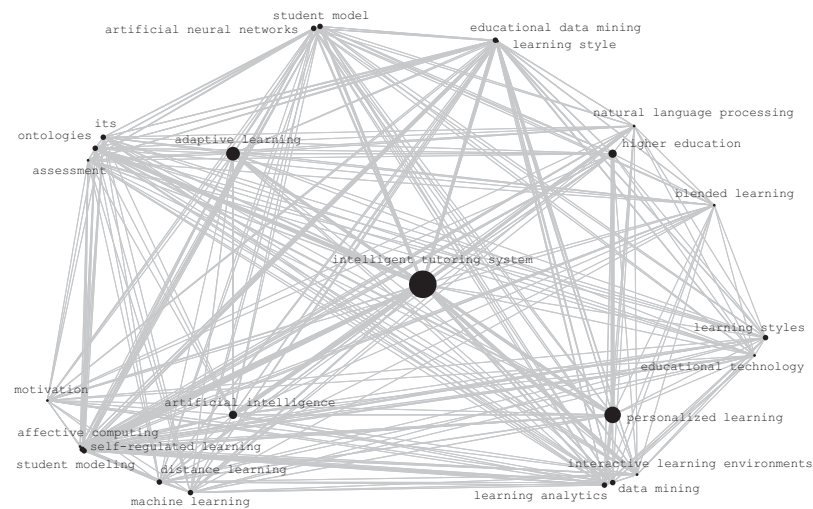 student model
artificial neural networks
educational data mining
learning style
natural language processing
its
ontologies
adaptive learning
higher education
assessment
blended learning
intelligent tutoring system
learning styles
educational technology
motivation
artificial intelligence
personalized learning
affective computing
self-regulated learning
student modeling
distance learning
interactive learning environments
machine learning
learning analytics
data mining